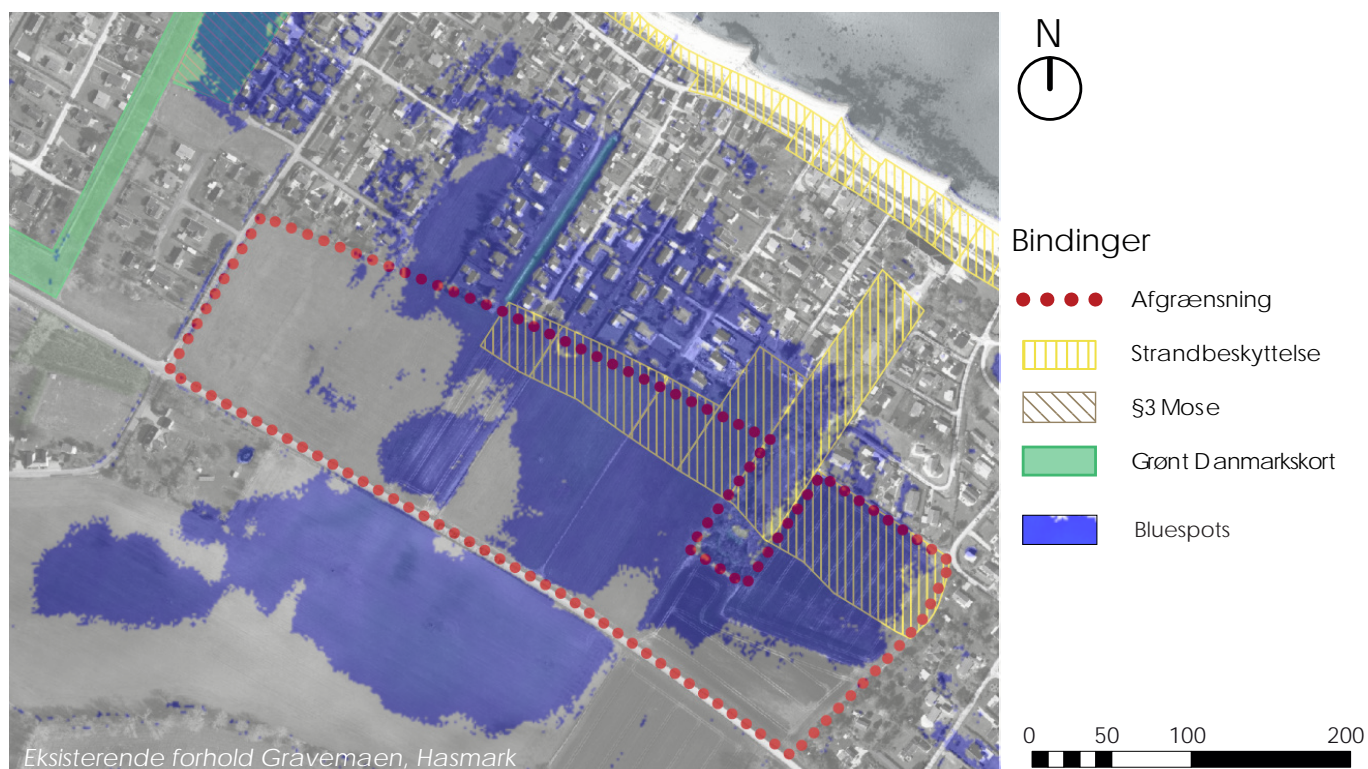 N
Bindinger
Afgrænsning
Strandbeskyttelse
§3 Mose
Grønt Danmarkskort
Bluespots
0 50 100 200
Eksisterende forhold Gravemaen, Hasmark